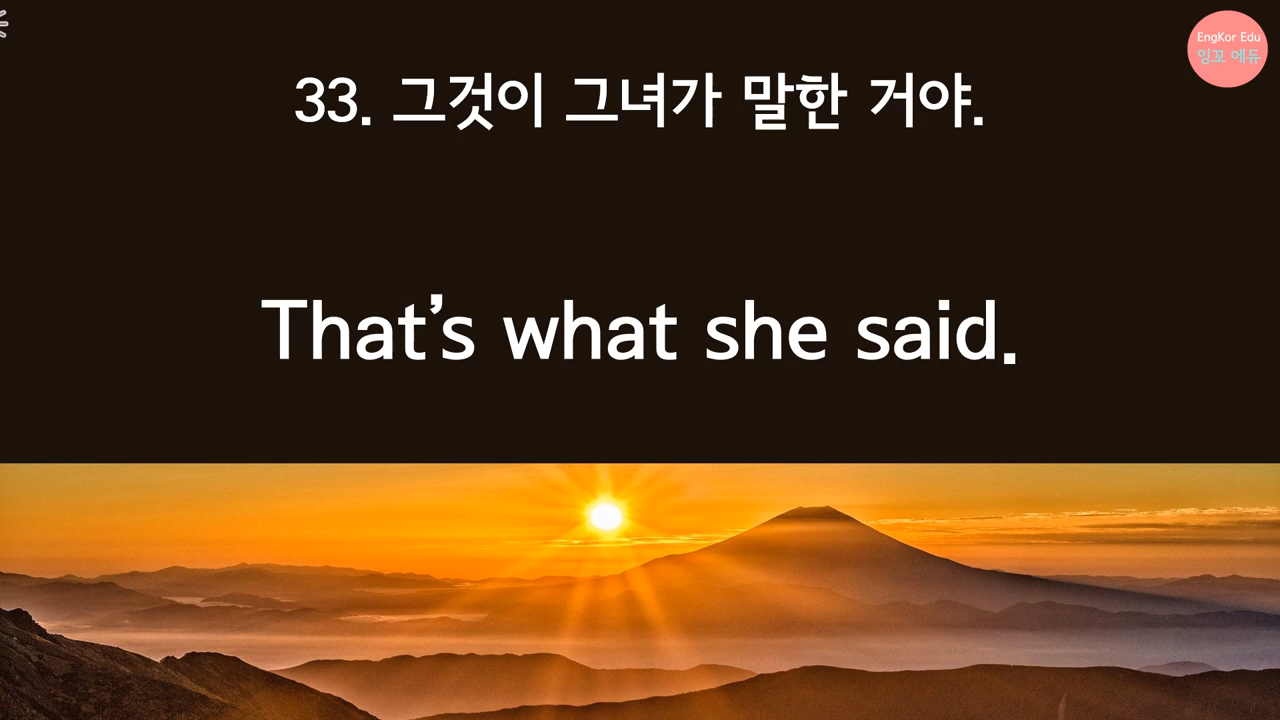 EngKor Edu
잉꼬 에듀
33. 그것이 그녀가 말한 거야.
That's what she said.